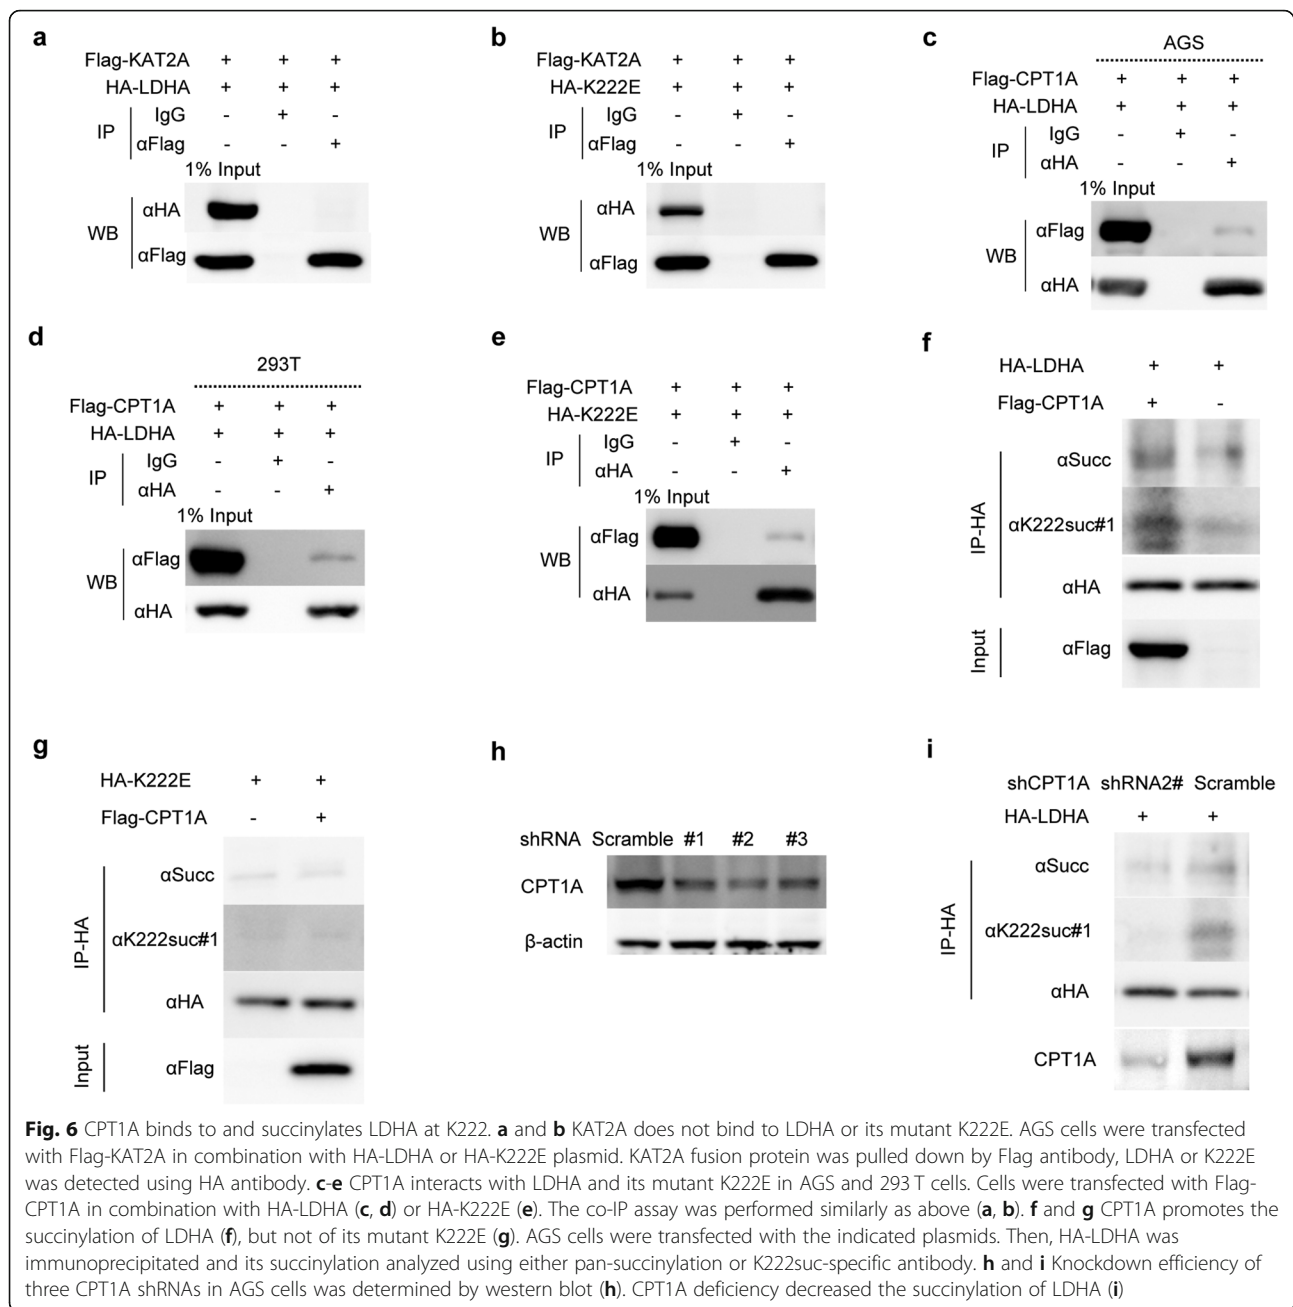 a
Flag-KAT2A + + +
HA-LDHA + + +
IP
IgG - + -
αFlag - - +
1% Input
WB
αHA
αFlag
b
Flag-KAT2A + + +
HA-K222E + + +
IP
IgG - + -
αFlag - - +
1% Input
WB
αHA
αFlag
c
AGS
Flag-CPT1A + + +
HA-LDHA + + +
IP
IgG - + -
αHA - - +
1% Input
WB
αFlag
αHA
d
293T
Flag-CPT1A + + +
HA-LDHA + + +
IP
IgG - + -
αHA - - +
1% Input
WB
αFlag
αHA
e
Flag-CPT1A + + +
HA-K222E + + +
IP
IgG - + -
αHA - - +
1% Input
WB
αFlag
αHA
f
HA-LDHA + +
Flag-CPT1A + -
IP-HA
αSucc
αK222suc#1
αHA
Input
αFlag
g
HA-K222E + +
Flag-CPT1A - +
IP-HA
αSucc
αK222suc#1
αHA
Input
αFlag
h
shRNA Scramble #1 #2 #3
CPT1A
β-actin
i
shCPT1A shRNA2# Scramble
HA-LDHA + +
IP-HA
αSucc
αK222suc#1
αHA
CPT1A
Fig. 6 CPT1A binds to and succinylates LDHA at K222. a and b KAT2A does not bind to LDHA or its mutant K222E. AGS cells were transfected
with Flag-KAT2A in combination with HA-LDHA or HA-K222E plasmid. KAT2A fusion protein was pulled down by Flag antibody, LDHA or K222E
was detected using HA antibody. c-e CPT1A interacts with LDHA and its mutant K222E in AGS and 293 T cells. Cells were transfected with Flag-
CPT1A in combination with HA-LDHA (c, d) or HA-K222E (e). The co-IP assay was performed similarly as above (a, b). f and g CPT1A promotes the
succinylation of LDHA (f), but not of its mutant K222E (g). AGS cells were transfected with the indicated plasmids. Then, HA-LDHA was
immunoprecipitated and its succinylation analyzed using either pan-succinylation or K222suc-specific antibody. h and i Knockdown efficiency of
three CPT1A shRNAs in AGS cells was determined by western blot (h). CPT1A deficiency decreased the succinylation of LDHA (i)